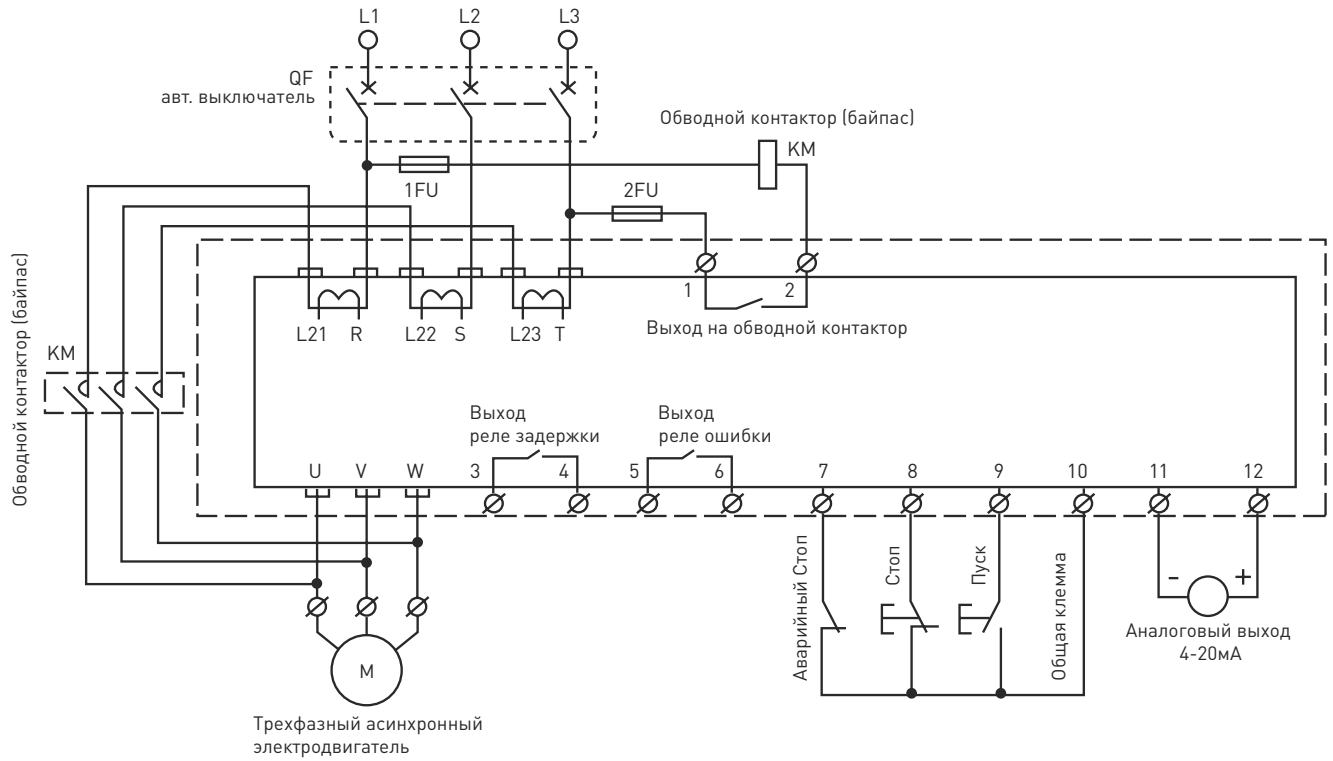 L1 L2 L3
QF
авт. выключатель
Обводной контактор (байпас)
KM
1FU
2FU
1 2
L21 R L22 S L23 T
Выход на обводной контактор
Обводной контактор (байпас)
KM
Выход
реле задержки
Выход
реле ошибки
U V W 3 4 5 6 7 8 9 10 11 12
Аварийный Стоп
Стоп
Пуск
Общая клемма
- +
Аналоговый выход
4-20мА
M
Трехфазный асинхронный
электродвигатель